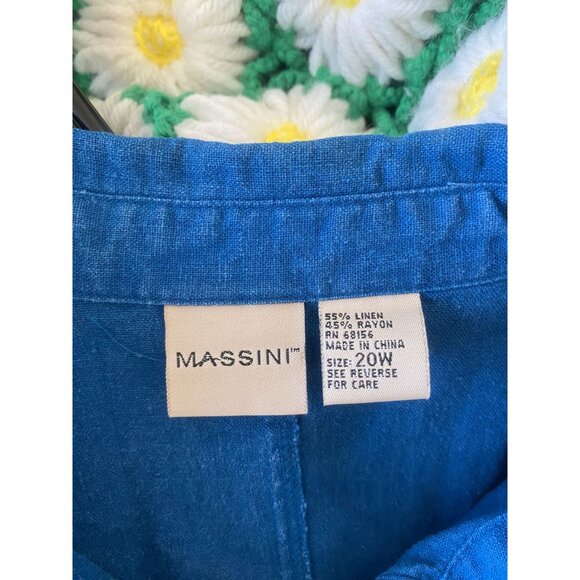 MASSINI™
55% LINEN
45% RAYON
RN 68156
MADE IN CHINA
SIZE: 20W
SEE REVERSE
FOR CARE